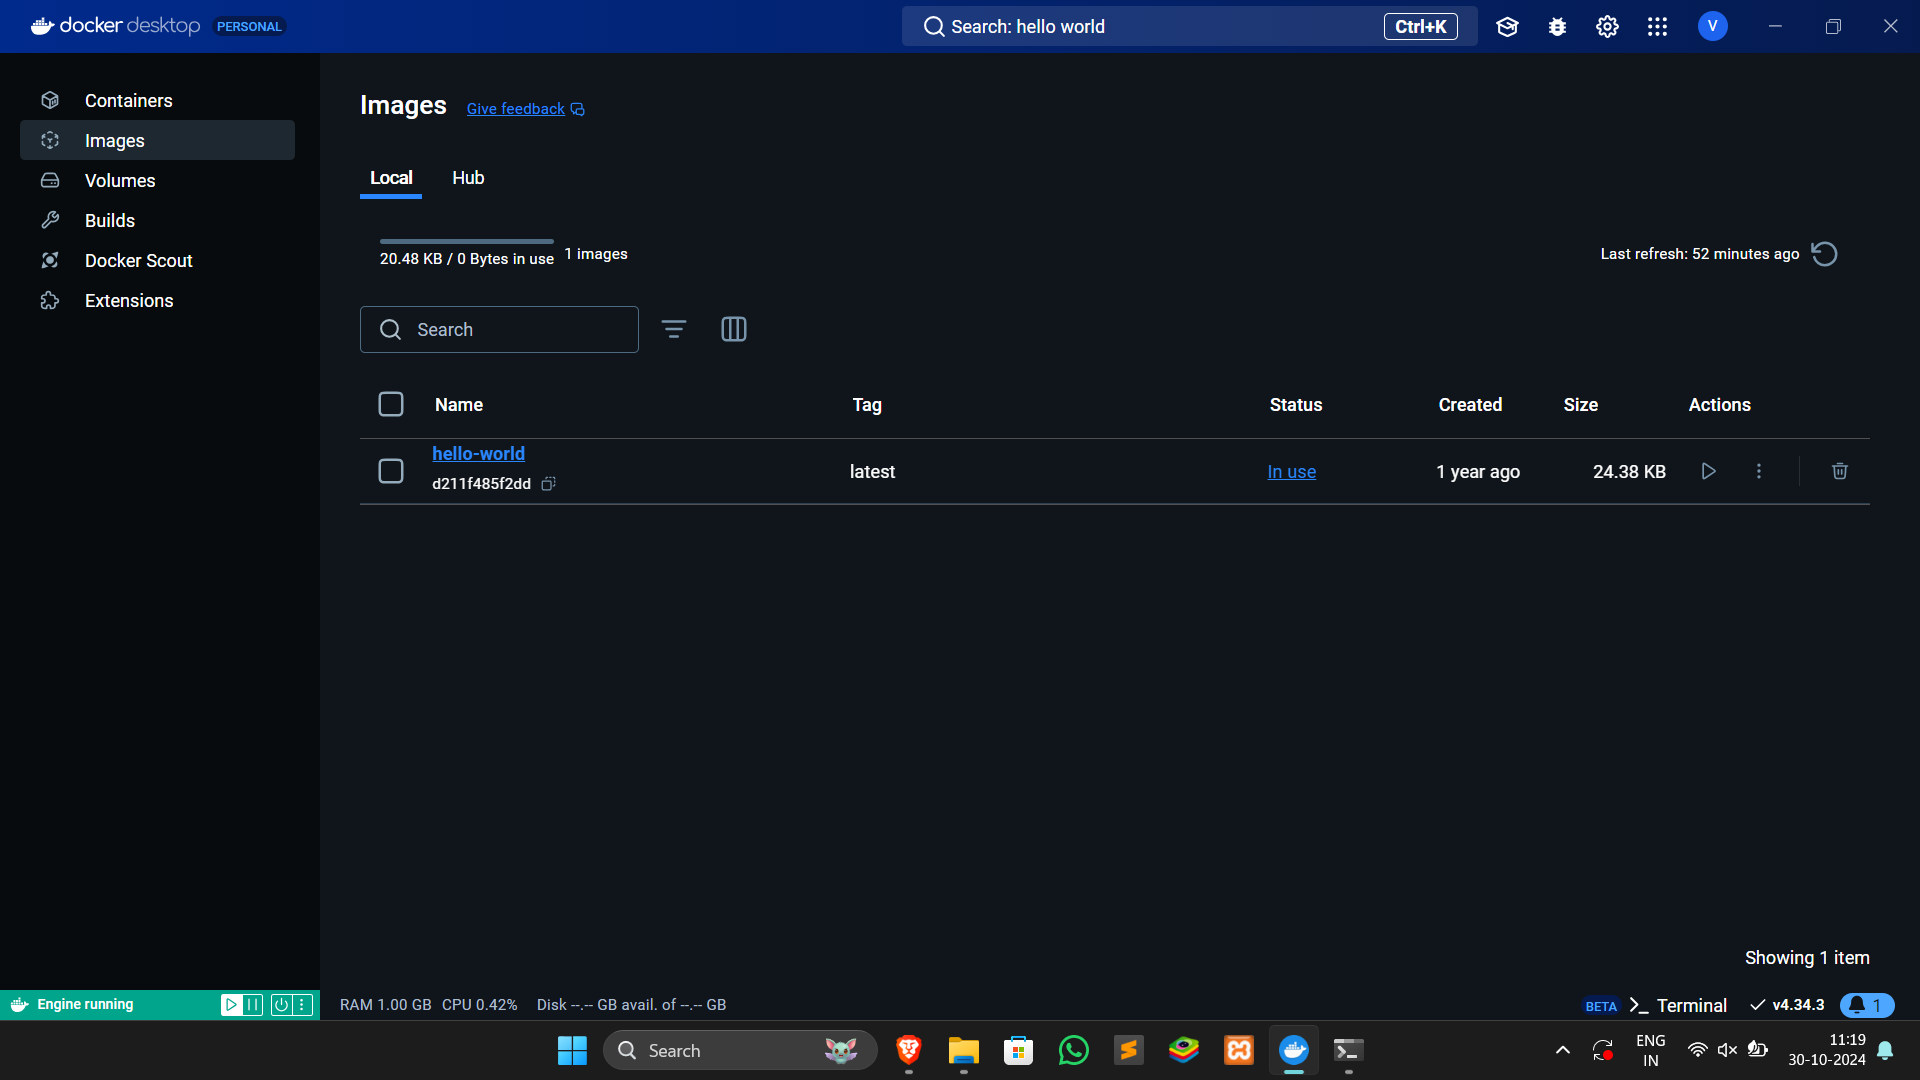 docker desktop PERSONAL
Search: hello world Ctrl+K
V
Containers
Images
Volumes
Builds
Docker Scout
Extensions
Images Give feedback
Local Hub
20.48 KB / 0 Bytes in use 1 images
Last refresh: 52 minutes ago
Search
Name Tag Status Created Size Actions
hello-world
d211f485f2dd
latest In use 1 year ago 24.38 KB
Showing 1 item
Engine running
RAM 1.00 GB CPU 0.42% Disk --.-- GB avail. of --.-- GB
BETA Terminal v4.34.3 1
Search
ENG
IN
11:19
30-10-2024